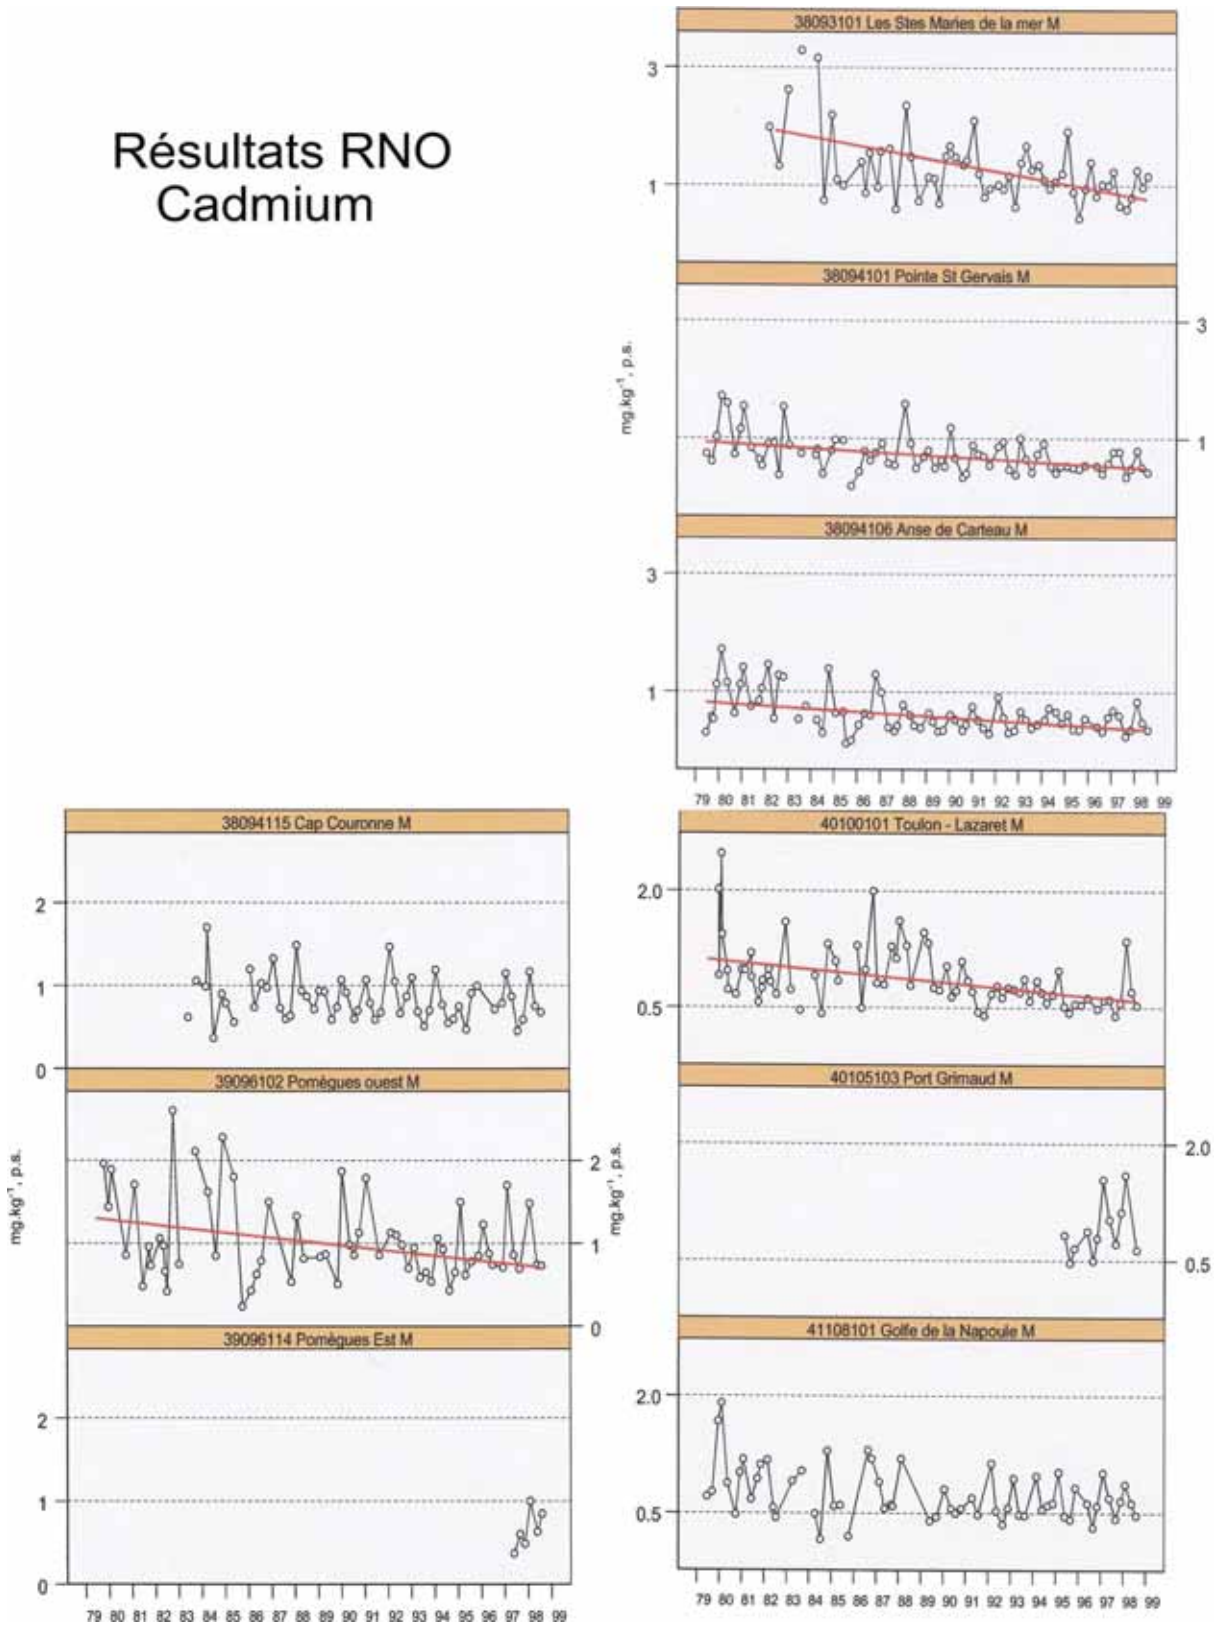 Résultats RNO
Cadmium
38093101 Les Stes Maries de la mer M
3
1
38094101 Pointe St Gervais M
3
1
mg.kg⁻¹, p.s.
38094106 Anse de Carteau M
3
1
79 80 81 82 83 84 85 86 87 88 89 90 91 92 93 94 95 96 97 98 99
38094115 Cap Couronne M
2
1
0
39096102 Pomègues ouest M
2
1
0
mg.kg⁻¹, p.s.
39096114 Pomègues Est M
2
1
0
79 80 81 82 83 84 85 86 87 88 89 90 91 92 93 94 95 96 97 98 99
40100101 Toulon - Lazaret M
2.0
0.5
40105103 Port Grimaud M
2.0
0.5
mg.kg⁻¹, p.s.
41108101 Golfe de la Napoule M
2.0
0.5
79 80 81 82 83 84 85 86 87 88 89 90 91 92 93 94 95 96 97 98 99